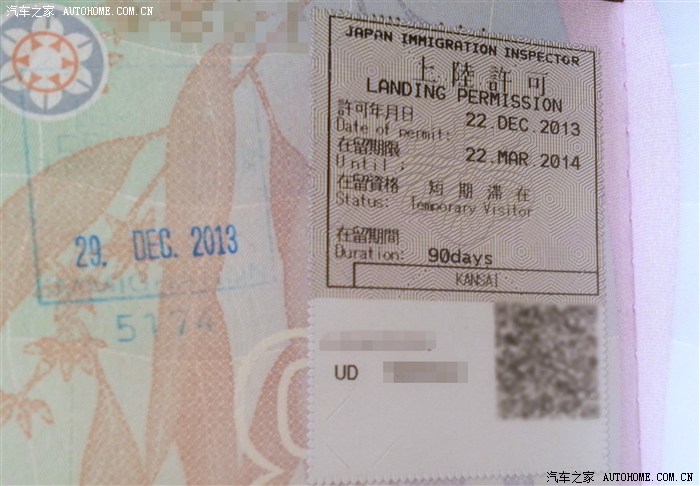 汽车之家 AUTOHOME.COM.CN
JAPAN IMMIGRATION INSPECTOR
上陸許可
LANDING PERMISSION
許可年月日
Date of permit: 22.DEC.2013
在留期限
Until : 22.MAR 2014
在留資格 短期滞在
Status: Temporary Visitor
在留期間
Duration: 90days
KANSAI
29. DEC. 2013
5174
UD
汽车之家 AUTOHOME.COM.CN